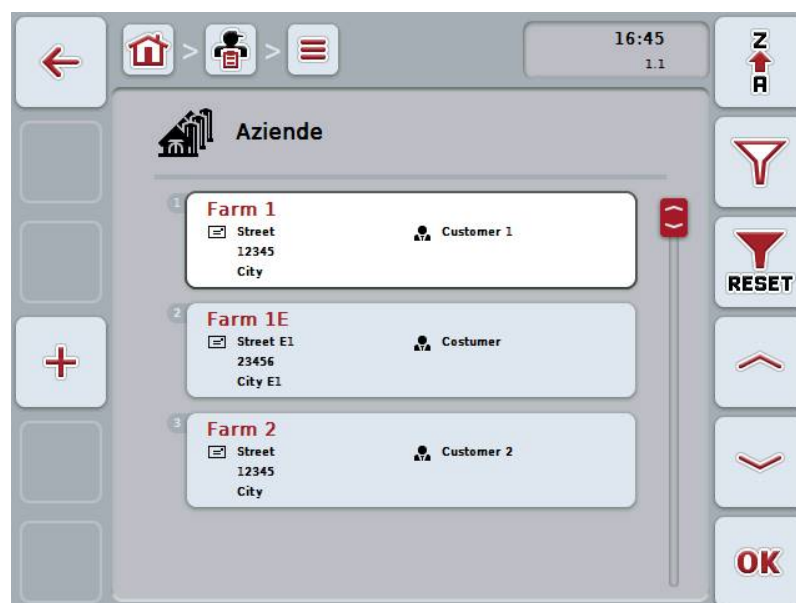 16:45
1.1
Z
A
Aziende
1
Farm 1
Street
Customer 1
12345
City
RESET
2
Farm 1E
Street E1
Costumer
23456
City E1
3
Farm 2
Street
Customer 2
12345
City
OK